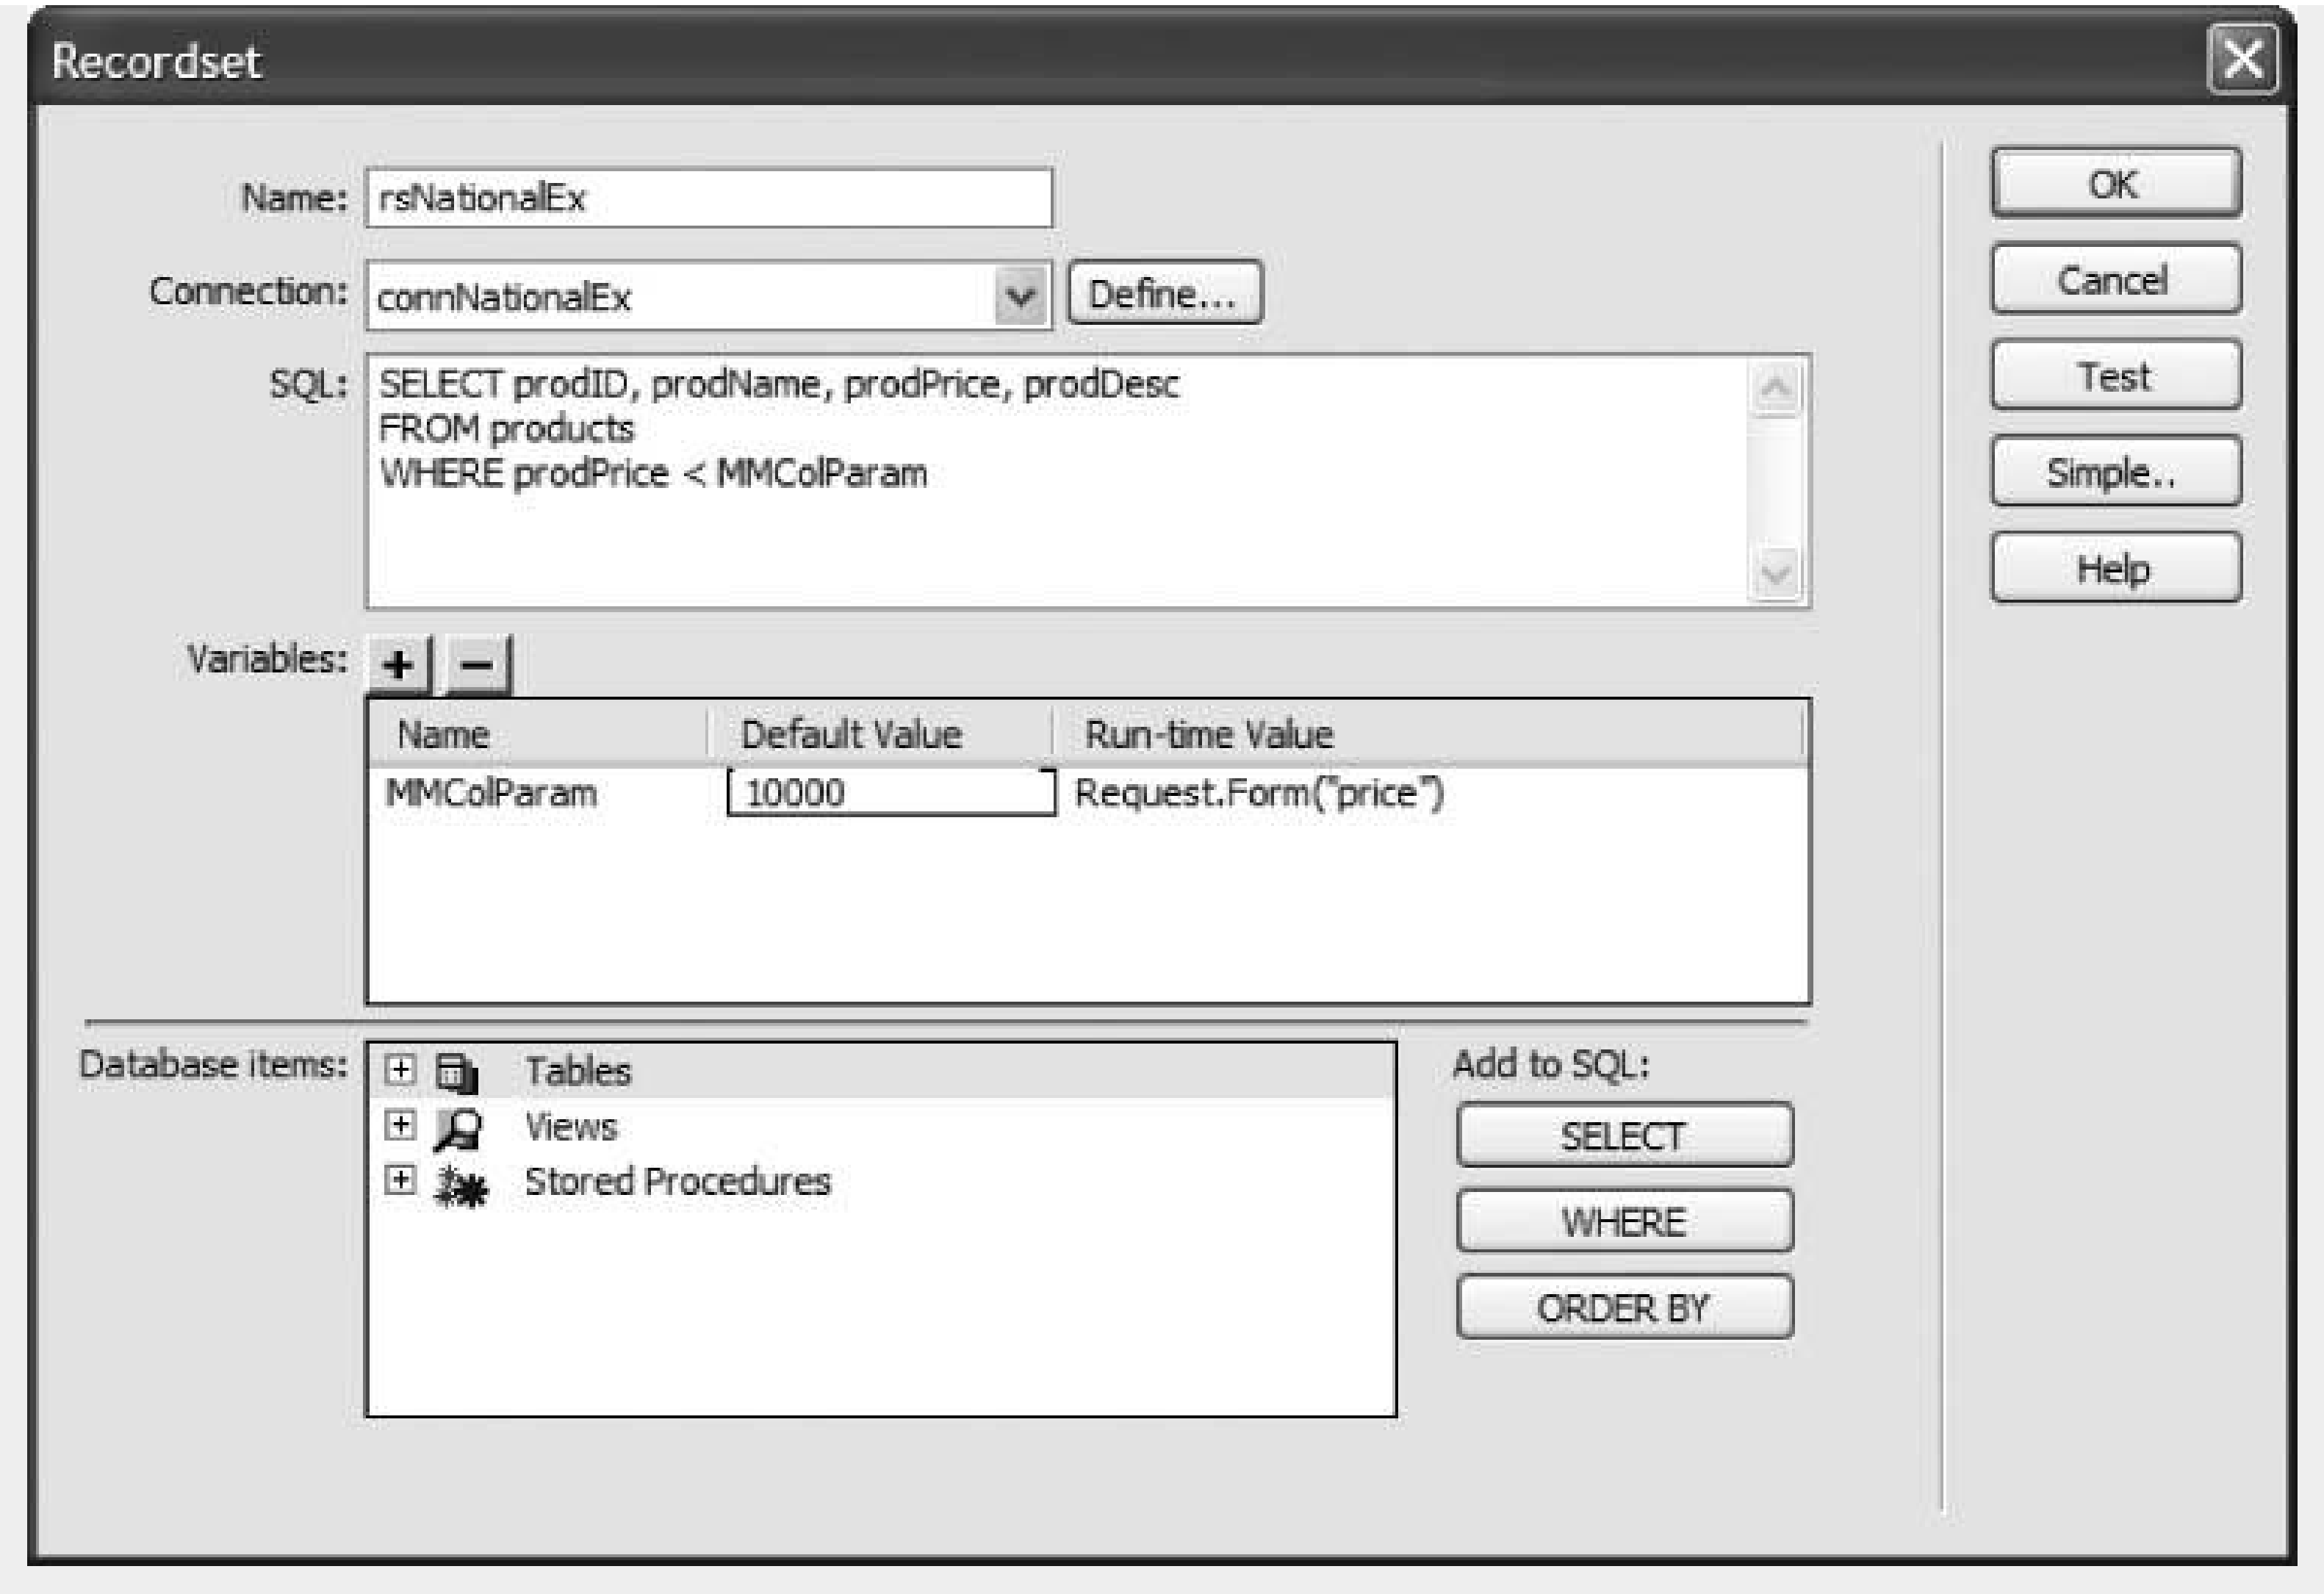 Recordset
Name: rsNationalEx
Connection: connNationalEx Define...
SQL: SELECT prodID, prodName, prodPrice, prodDesc
FROM products
WHERE prodPrice < MMColParam
Variables: + −
Name Default Value Run-time Value
MMColParam 10000 Request.Form("price")
Database items: Tables
Views
Stored Procedures
Add to SQL:
SELECT
WHERE
ORDER BY
OK
Cancel
Test
Simple..
Help